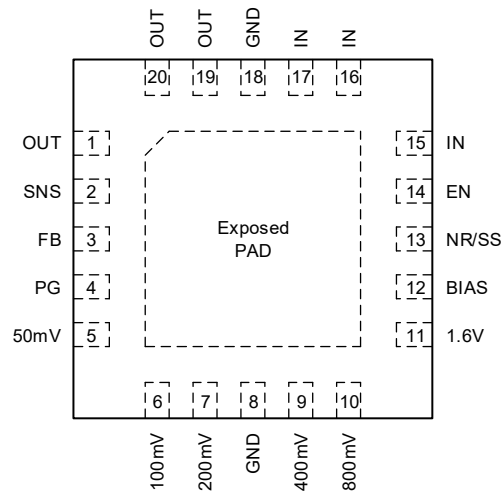 OUT OUT GND IN IN
20 19 18 17 16
OUT 1 15 IN
SNS 2 14 EN
Exposed
PAD
FB 3 13 NR/SS
PG 4 12 BIAS
50mV 5 11 1.6V
6 7 8 9 10
100mV 200mV GND 400mV 800mV